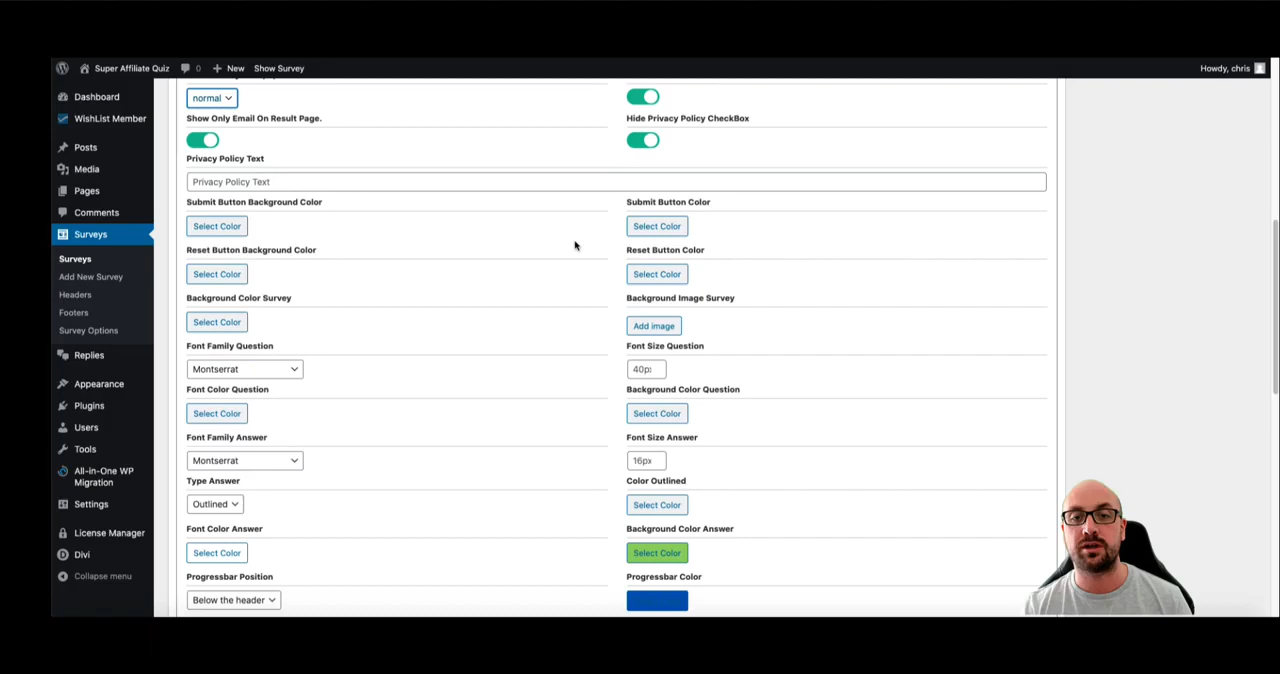 Super Affiliate Quiz 0 New Show Survey Howdy, chris
Dashboard
WishList Member
Posts
Media
Pages
Comments
Surveys
Surveys
Add New Survey
Headers
Footers
Survey Options
Replies
Appearance
Plugins
Users
Tools
All-in-One WP
Migration
Settings
License Manager
Divi
Collapse menu
normal
Show Only Email On Result Page. Hide Privacy Policy CheckBox
Privacy Policy Text
Privacy Policy Text
Submit Button Background Color Submit Button Color
Select Color Select Color
Reset Button Background Color Reset Button Color
Select Color Select Color
Background Color Survey Background Image Survey
Select Color Add image
Font Family Question Font Size Question
Montserrat 40p
Font Color Question Background Color Question
Select Color Select Color
Font Family Answer Font Size Answer
Montserrat 16px
Type Answer Color Outlined
Outlined Select Color
Font Color Answer Background Color Answer
Select Color Select Color
Progressbar Position Progressbar Color
Below the header